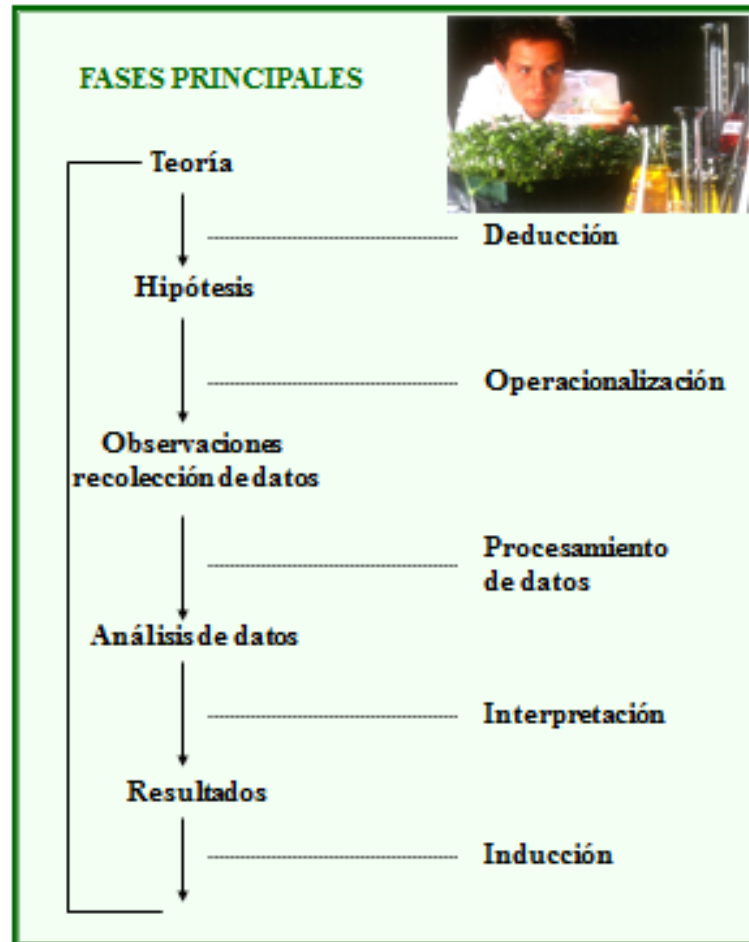 FASES PRINCIPALES
Teoría
Deducción
Hipótesis
Operacionalización
Observaciones
recolección de datos
Procesamiento
de datos
Análisis de datos
Interpretación
Resultados
Inducción